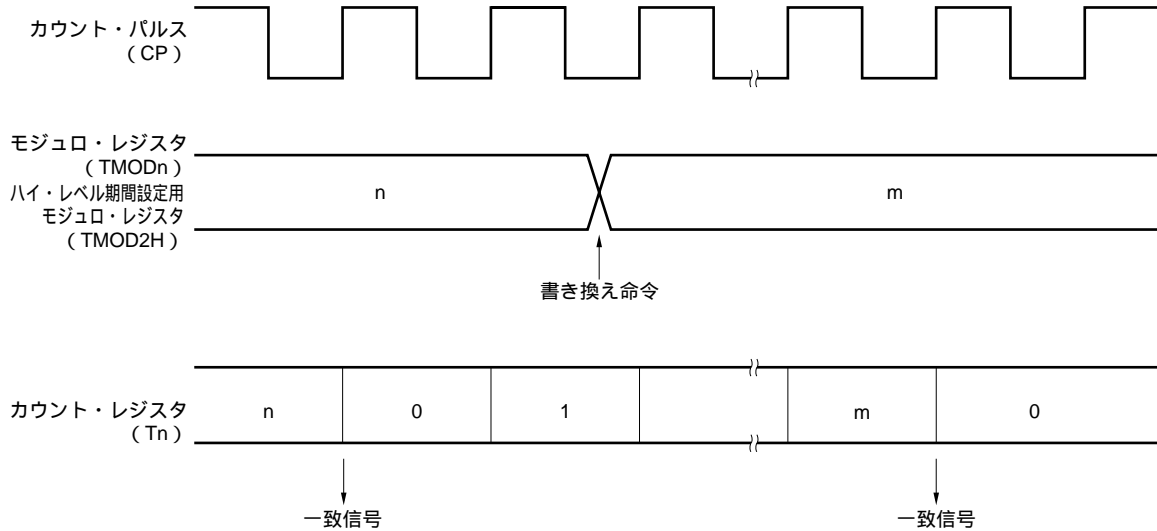 カウント・パルス
（CP）
モジュロ・レジスタ
（TMODn）
ハイ・レベル期間設定用
モジュロ・レジスタ
（TMOD2H）
n
m
書き換え命令
カウント・レジスタ
（Tn）
n 0 1 m 0
一致信号 一致信号